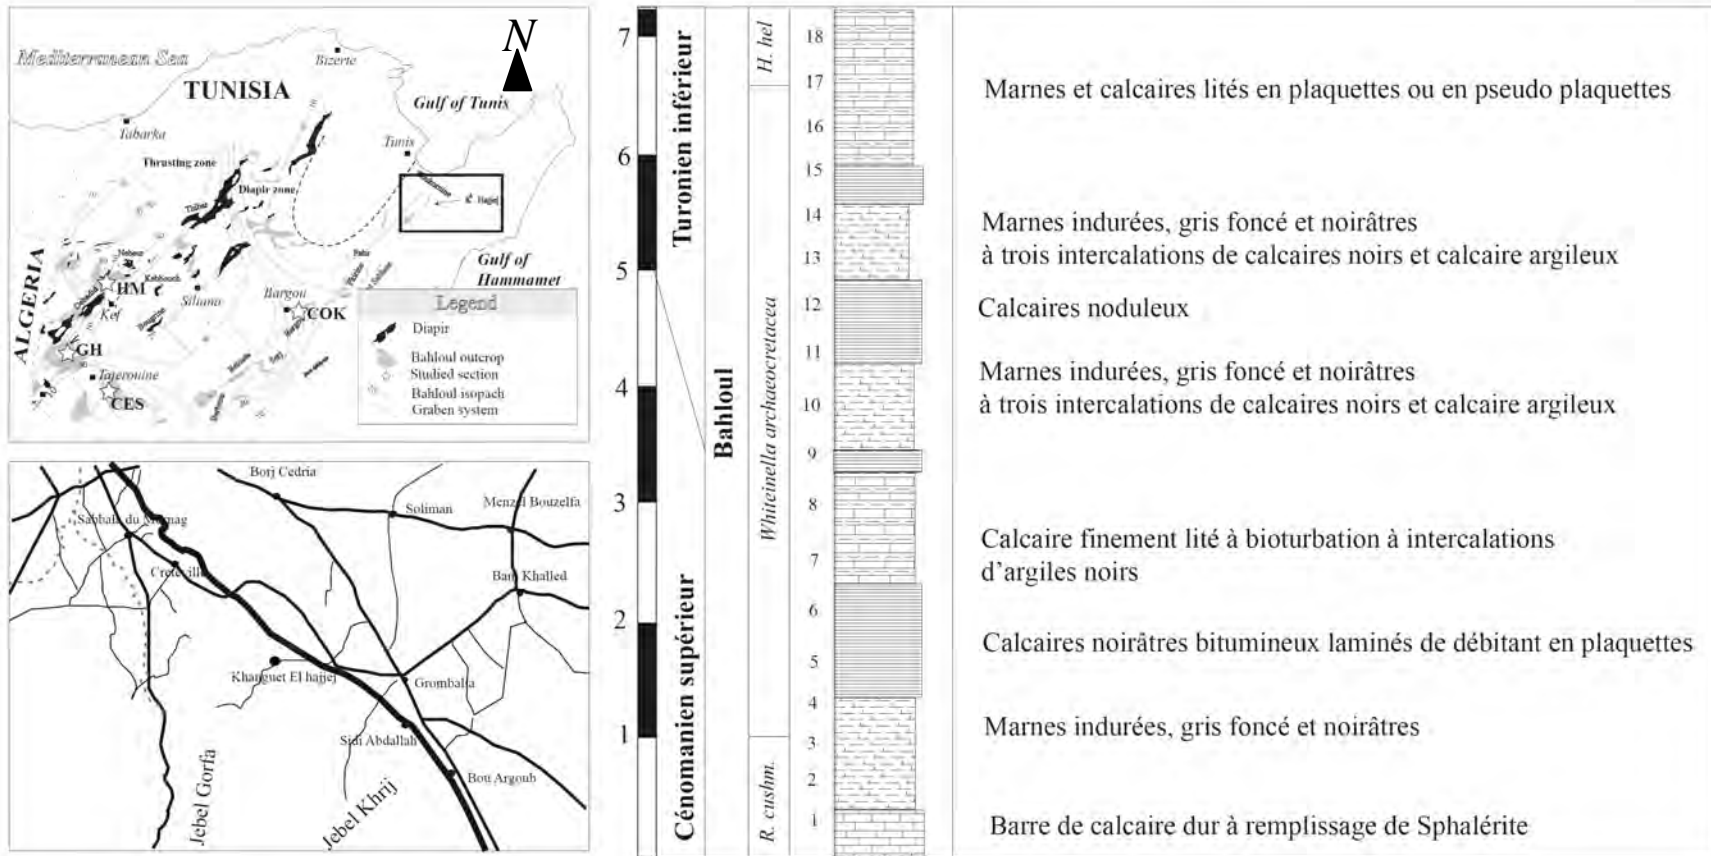 N
Mediterranean Sea
Bizerte
TUNISIA
Gulf of Tunis
Tabarka
Tunis
Thrusting zone
Diapir zone
Hajjej
ALGERIA
HM
Kef
Siliana
Bargou
COK
Gulf of
Hammamet
GH
Tajerouine
CES
Legend
Diapir
Bahloul outcrop
Studied section
Bahloul isopach
Graben system
Borj Cedria
Soliman
Menzel Bouzelfa
Creteville
Khanguet El hajjej
Grombalia
Sidi Abdallah
Bou Argoub
Jebel Gorfa
Jebel Khrij
7
6
5
4
3
2
1
Turonien inférieur
Cénomanien supérieur
Bahloul
H. hel
Whiteinella archaeocretacea
R. cushm.
18
17
16
15
14
13
12
11
10
9
8
7
6
5
4
3
2
1
Marnes et calcaires lités en plaquettes ou en pseudo plaquettes
Marnes indurées, gris foncé et noirâtres
à trois intercalations de calcaires noirs et calcaire argileux
Calcaires noduleux
Marnes indurées, gris foncé et noirâtres
à trois intercalations de calcaires noirs et calcaire argileux
Calcaire finement lité à bioturbation à intercalations
d'argiles noirs
Calcaires noirâtres bitumineux laminés de débitant en plaquettes
Marnes indurées, gris foncé et noirâtres
Barre de calcaire dur à remplissage de Sphalérite